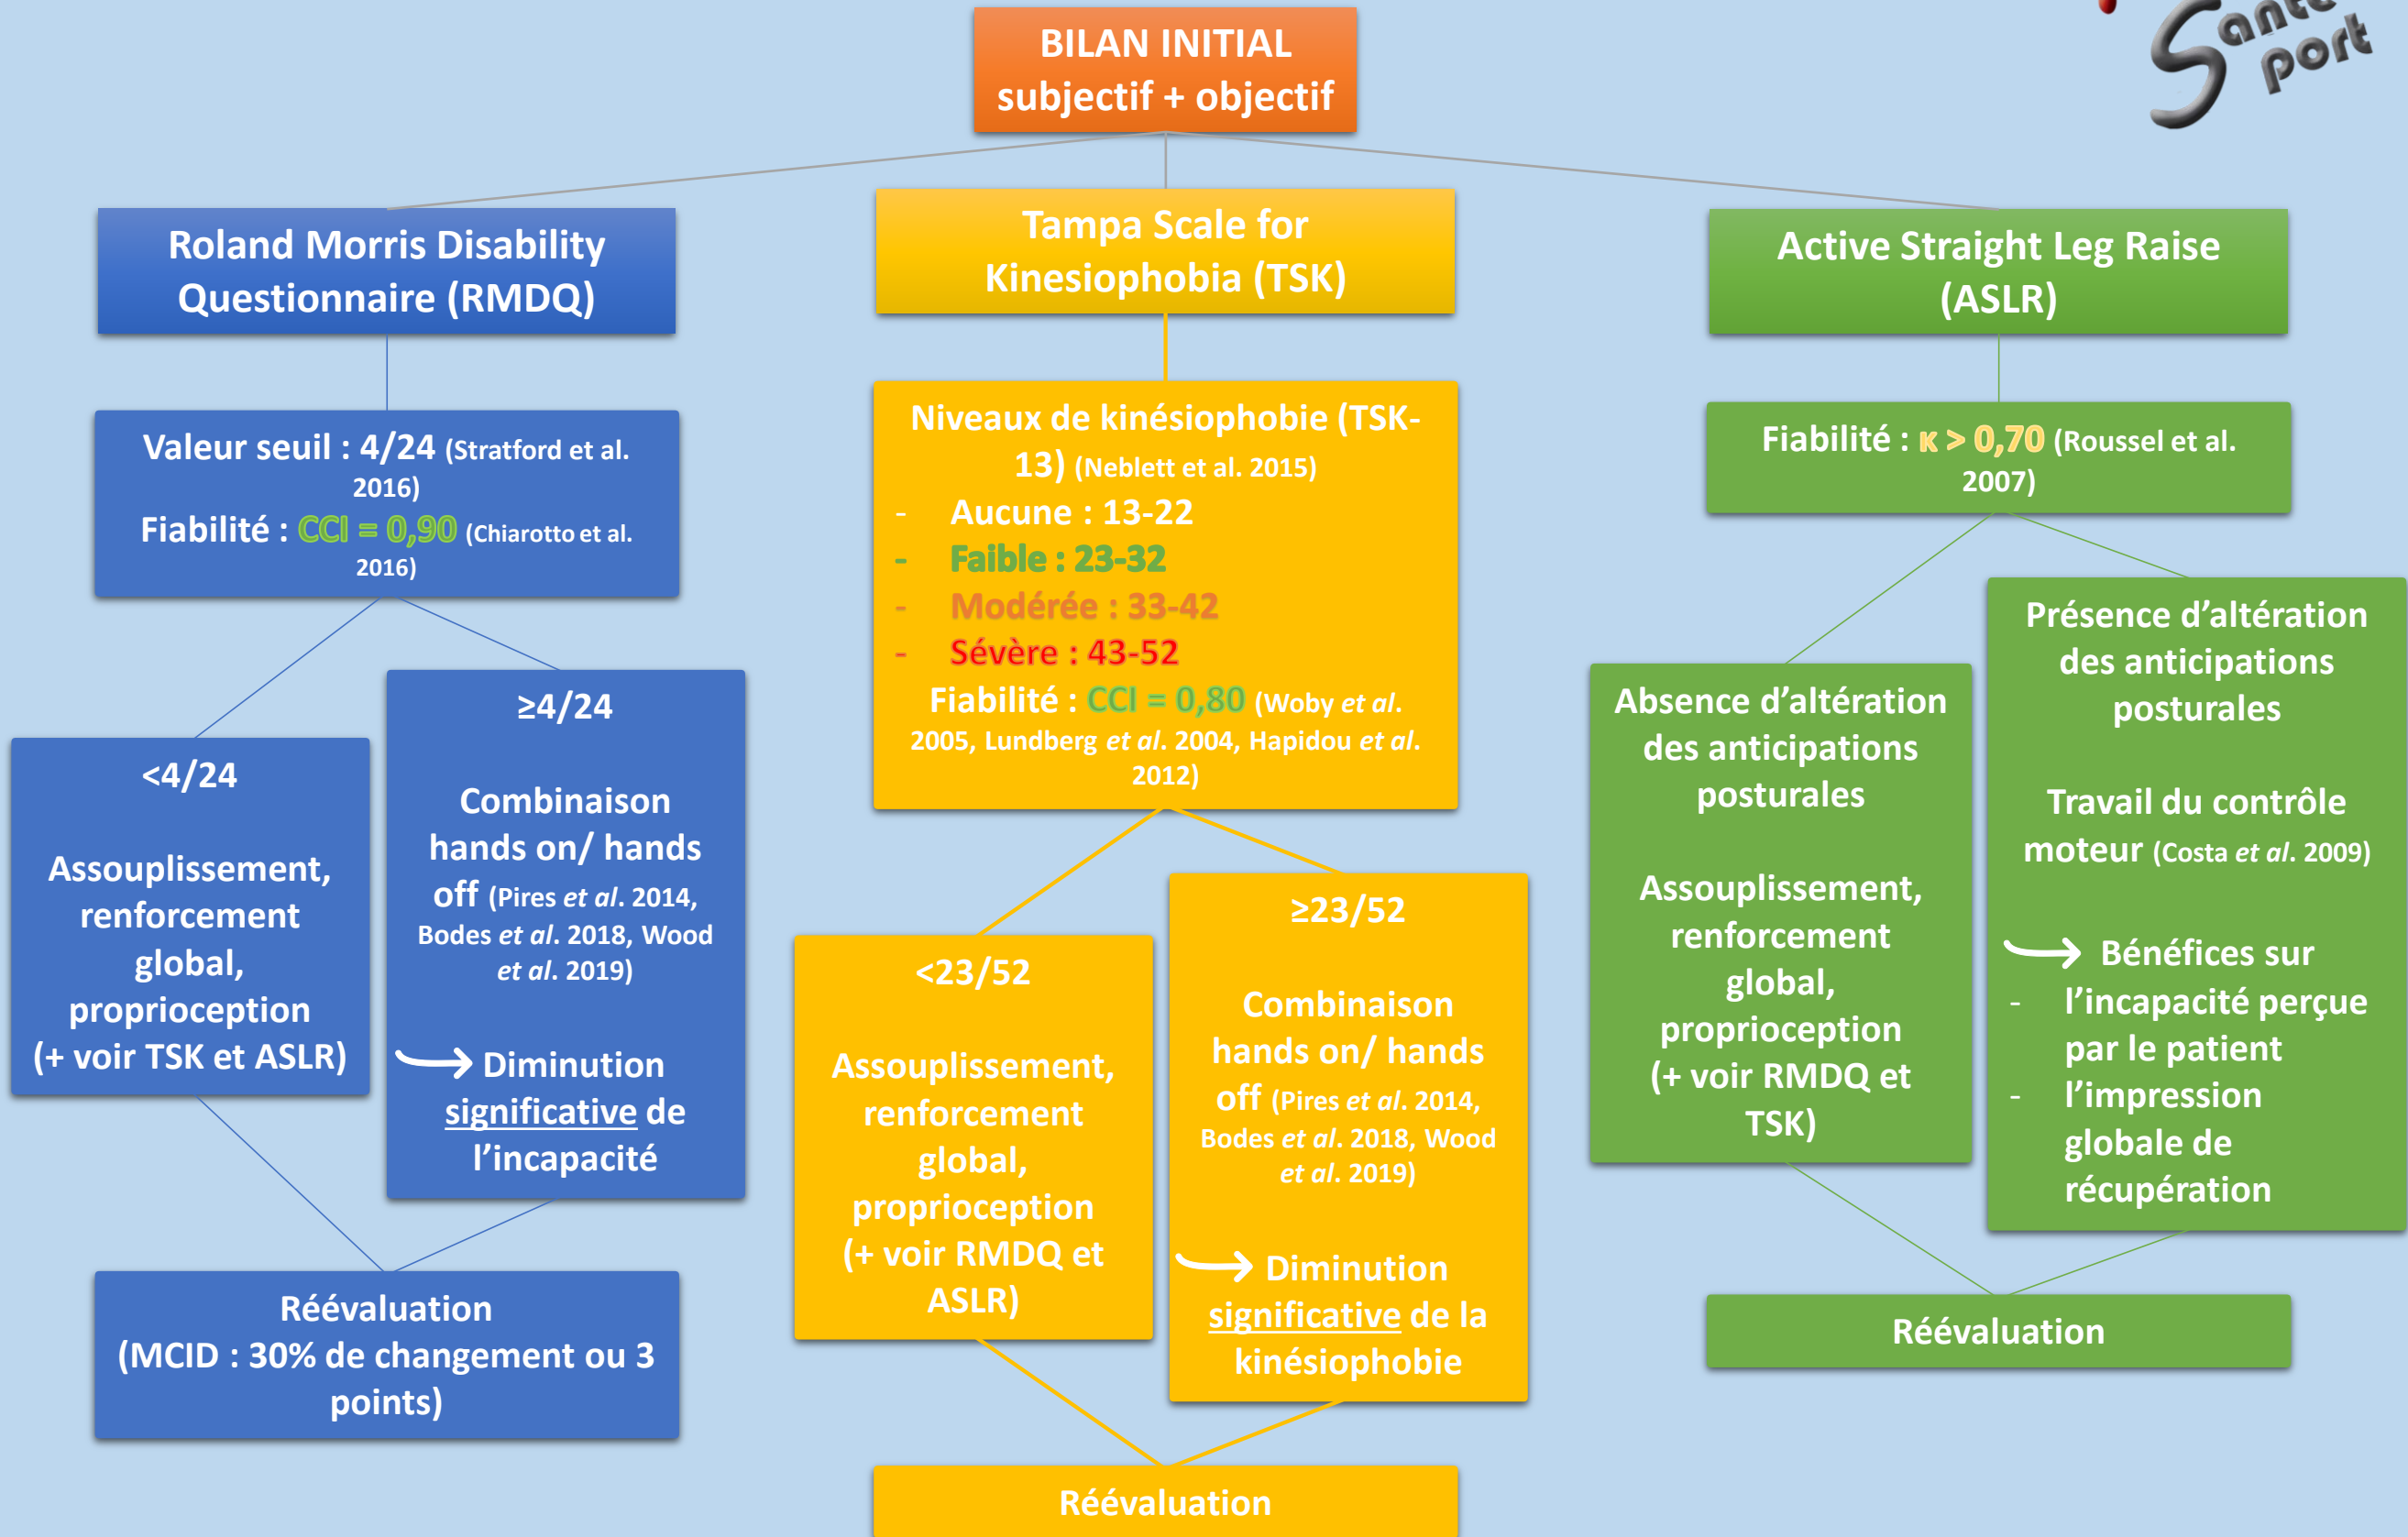 Santé
port
BILAN INITIAL
subjectif + objectif
Roland Morris Disability
Questionnaire (RMDQ)
Valeur seuil : 4/24 (Stratford et al.
2016)
Fiabilité : CCI = 0,90 (Chiarotto et al.
2016)
<4/24
Assouplissement,
renforcement
global,
proprioception
(+ voir TSK et ASLR)
≥4/24
Combinaison
hands on/ hands
off (Pires et al. 2014,
Bodes et al. 2018, Wood
et al. 2019)
Diminution
significative de
l’incapacité
Réévaluation
(MCID : 30% de changement ou 3
points)
Tampa Scale for
Kinesiophobia (TSK)
Niveaux de kinésiophobie (TSK-
13) (Neblett et al. 2015)
- Aucune : 13-22
- Faible : 23-32
- Modérée : 33-42
- Sévère : 43-52
Fiabilité : CCI = 0,80 (Woby et al.
2005, Lundberg et al. 2004, Hapidou et al.
2012)
<23/52
Assouplissement,
renforcement
global,
proprioception
(+ voir RMDQ et
ASLR)
≥23/52
Combinaison
hands on/ hands
off (Pires et al. 2014,
Bodes et al. 2018, Wood
et al. 2019)
Diminution
significative de la
kinésiophobie
Réévaluation
Active Straight Leg Raise
(ASLR)
Fiabilité : κ > 0,70 (Roussel et al.
2007)
Absence d’altération
des anticipations
posturales
Assouplissement,
renforcement
global,
proprioception
(+ voir RMDQ et
TSK)
Présence d’altération
des anticipations
posturales
Travail du contrôle
moteur (Costa et al. 2009)
Bénéfices sur
- l’incapacité perçue
par le patient
- l’impression
globale de
récupération
Réévaluation